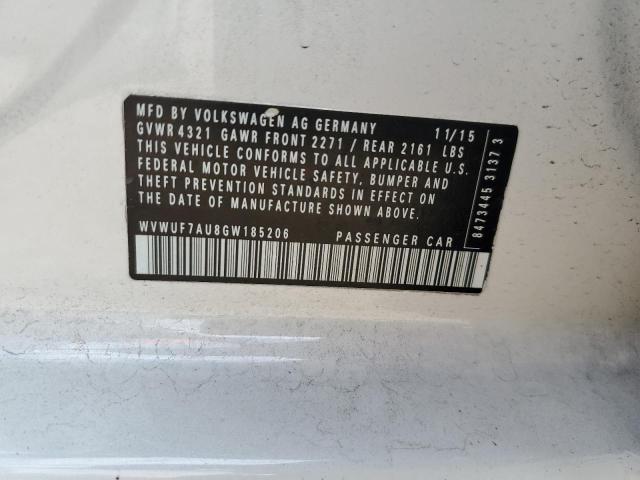 MFD BY VOLKSWAGEN AG GERMANY 11/15
GVWR 4321 GAWR FRONT 2271 / REAR 2161 LBS
THIS VEHICLE CONFORMS TO ALL APPLICABLE U.S.
FEDERAL MOTOR VEHICLE SAFETY, BUMPER AND
THEFT PREVENTION STANDARDS IN EFFECT ON
THE DATE OF MANUFACTURE SHOWN ABOVE.
WVWUF7AU8GW185206 PASSENGER CAR
8473445 3137 3